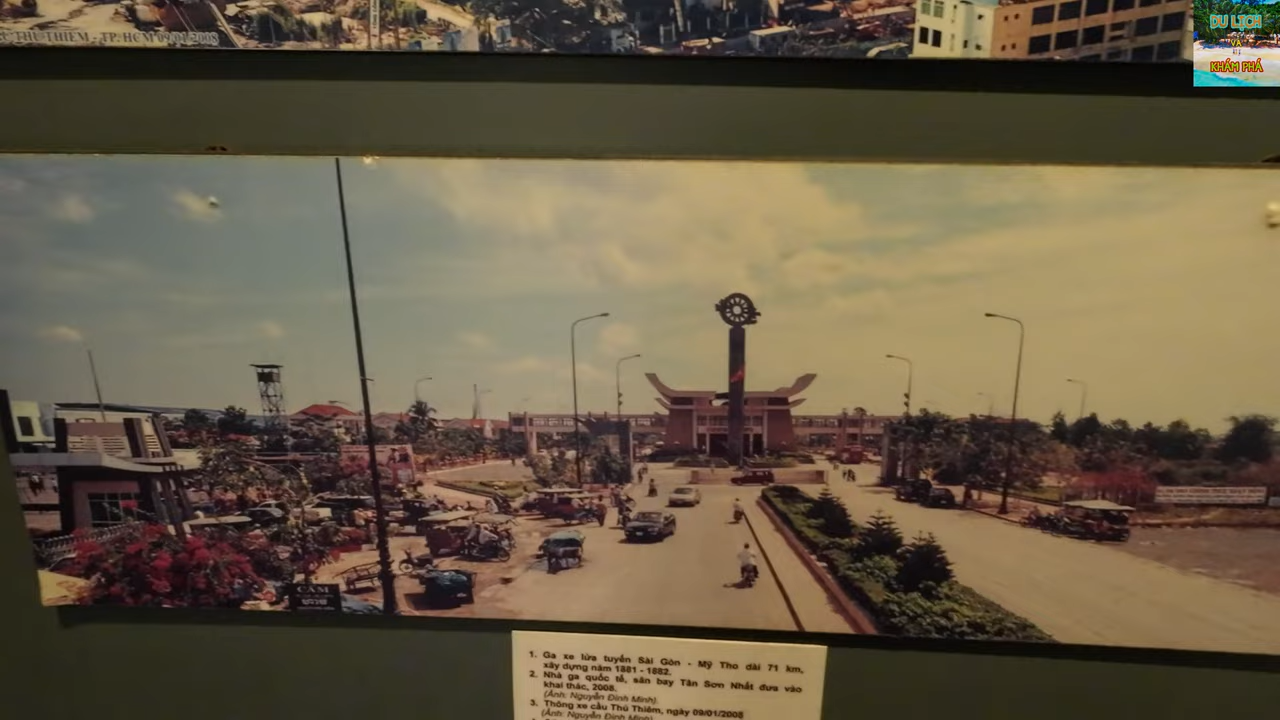 THỦ THIÊM - TP. HCM 09/01/2008
DU LỊCH
VÀ
KHÁM PHÁ
CẤM
1. Ga xe lửa tuyến Sài Gòn - Mỹ Tho dài 71 km,
xây dựng năm 1881 - 1882.
2. Nhà ga quốc tế, sân bay Tân Sơn Nhất đưa vào
khai thác, 2008.
(Ảnh: Nguyễn Đình Minh).
3. Thông xe cầu Thủ Thiêm, ngày 09/01/2008
(Ảnh: Nguyễn Đình Minh)